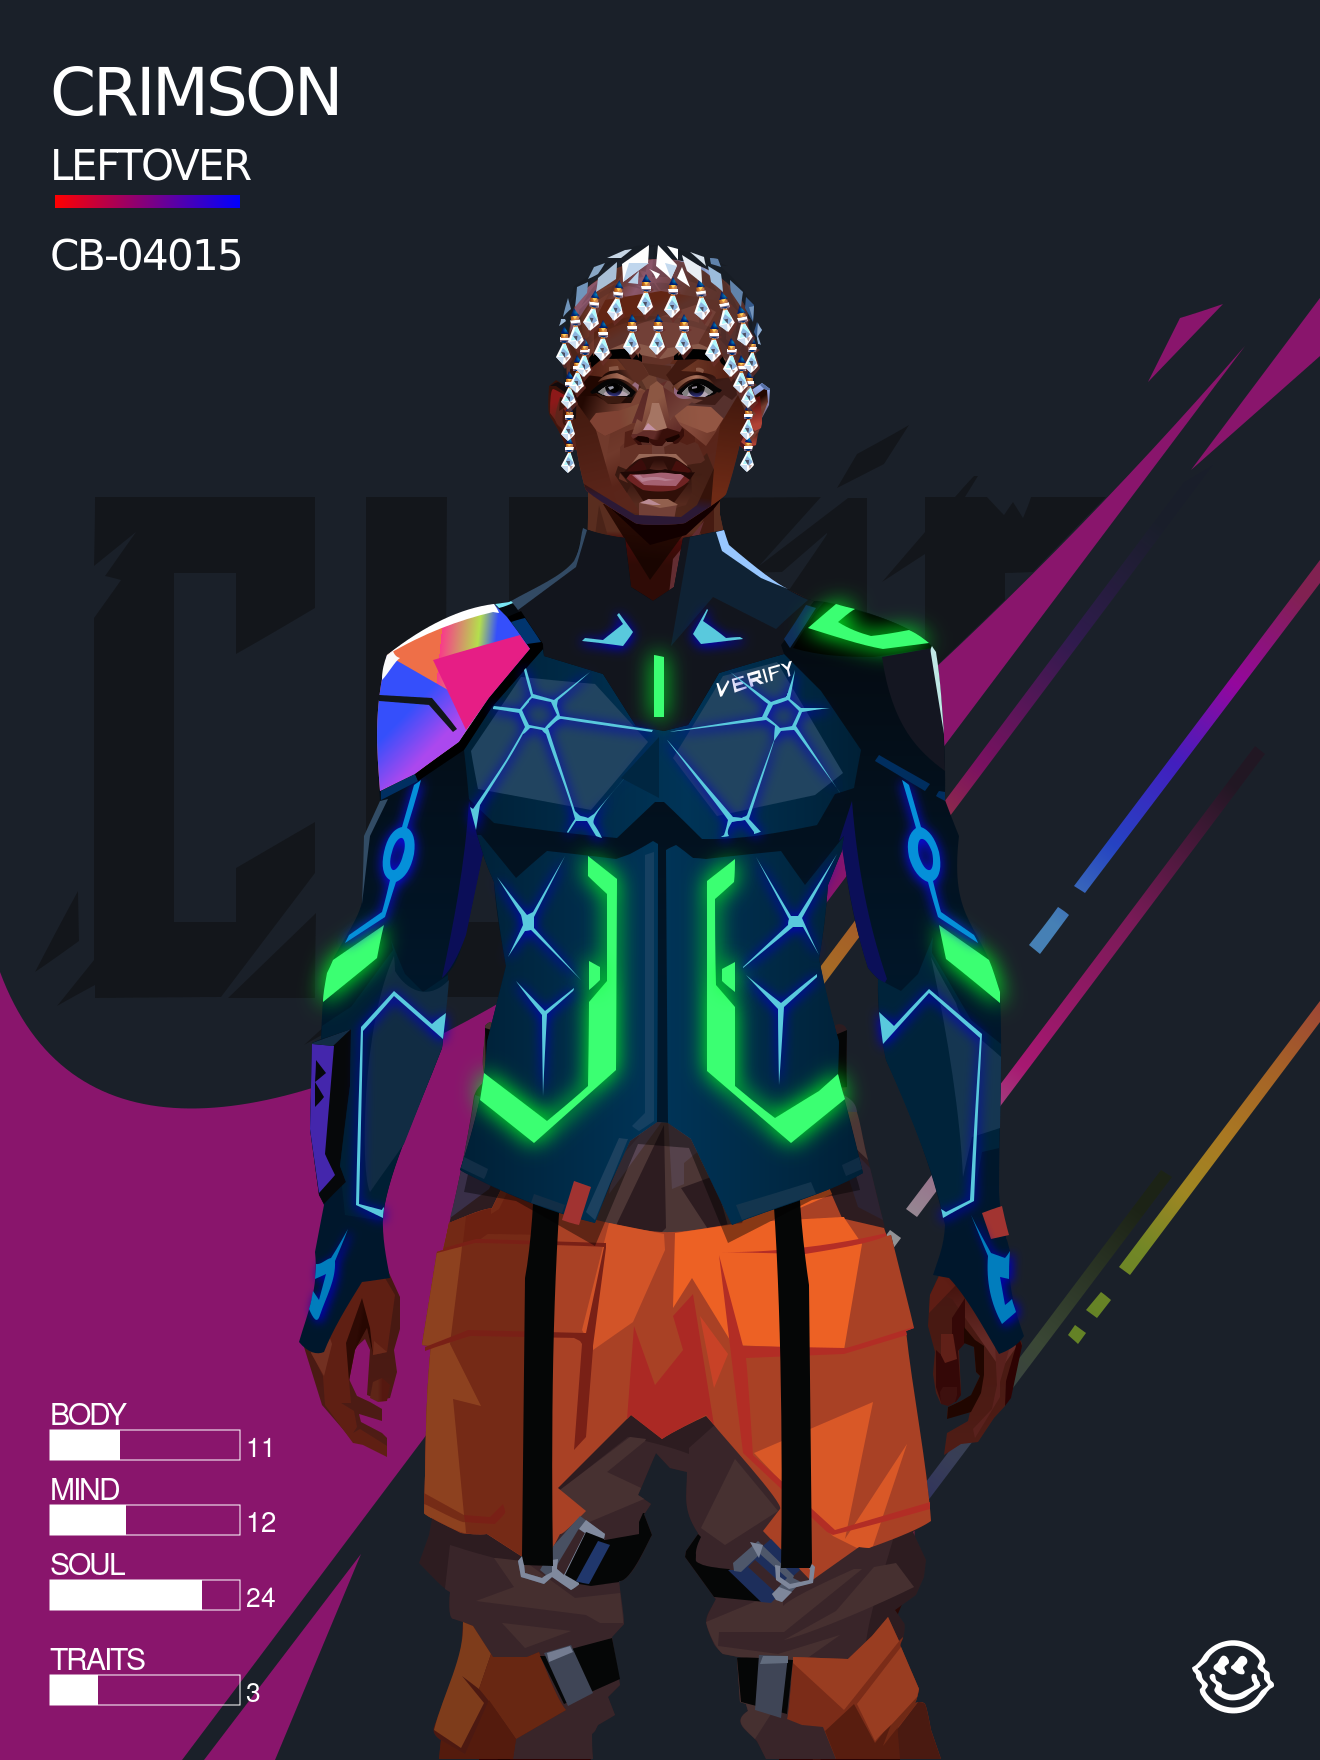 CRIMSON
LEFTOVER
CB-04015
VERIFY
BODY
11
MIND
12
SOUL
24
TRAITS
3